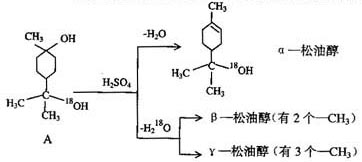 CH₃ OH
H₃C—C—¹⁸OH
CH₃
A
H₂SO₄
-H₂O
CH₃
H₃C—C—¹⁸OH
CH₃
α—松油醇
-H₂¹⁸O
β—松油醇(有2个—CH₃)
γ—松油醇(有3个—CH₃)